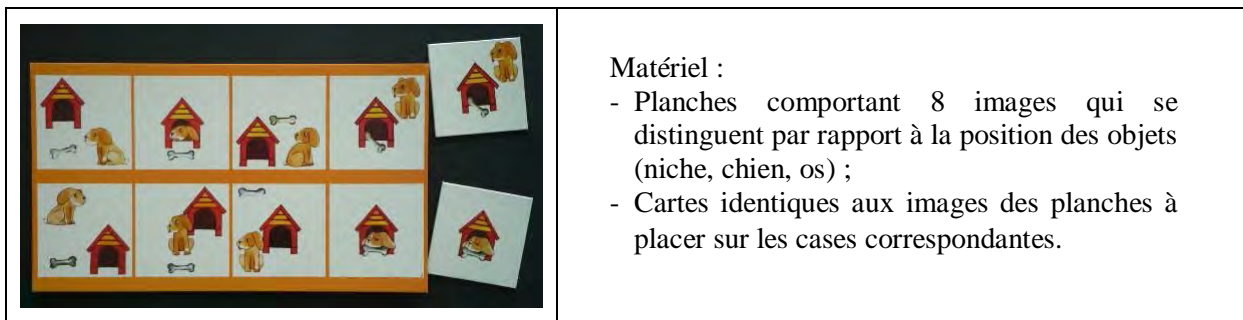 Matériel :
- Planches comportant 8 images qui se
distinguent par rapport à la position des objets
(niche, chien, os) ;
- Cartes identiques aux images des planches à
placer sur les cases correspondantes.